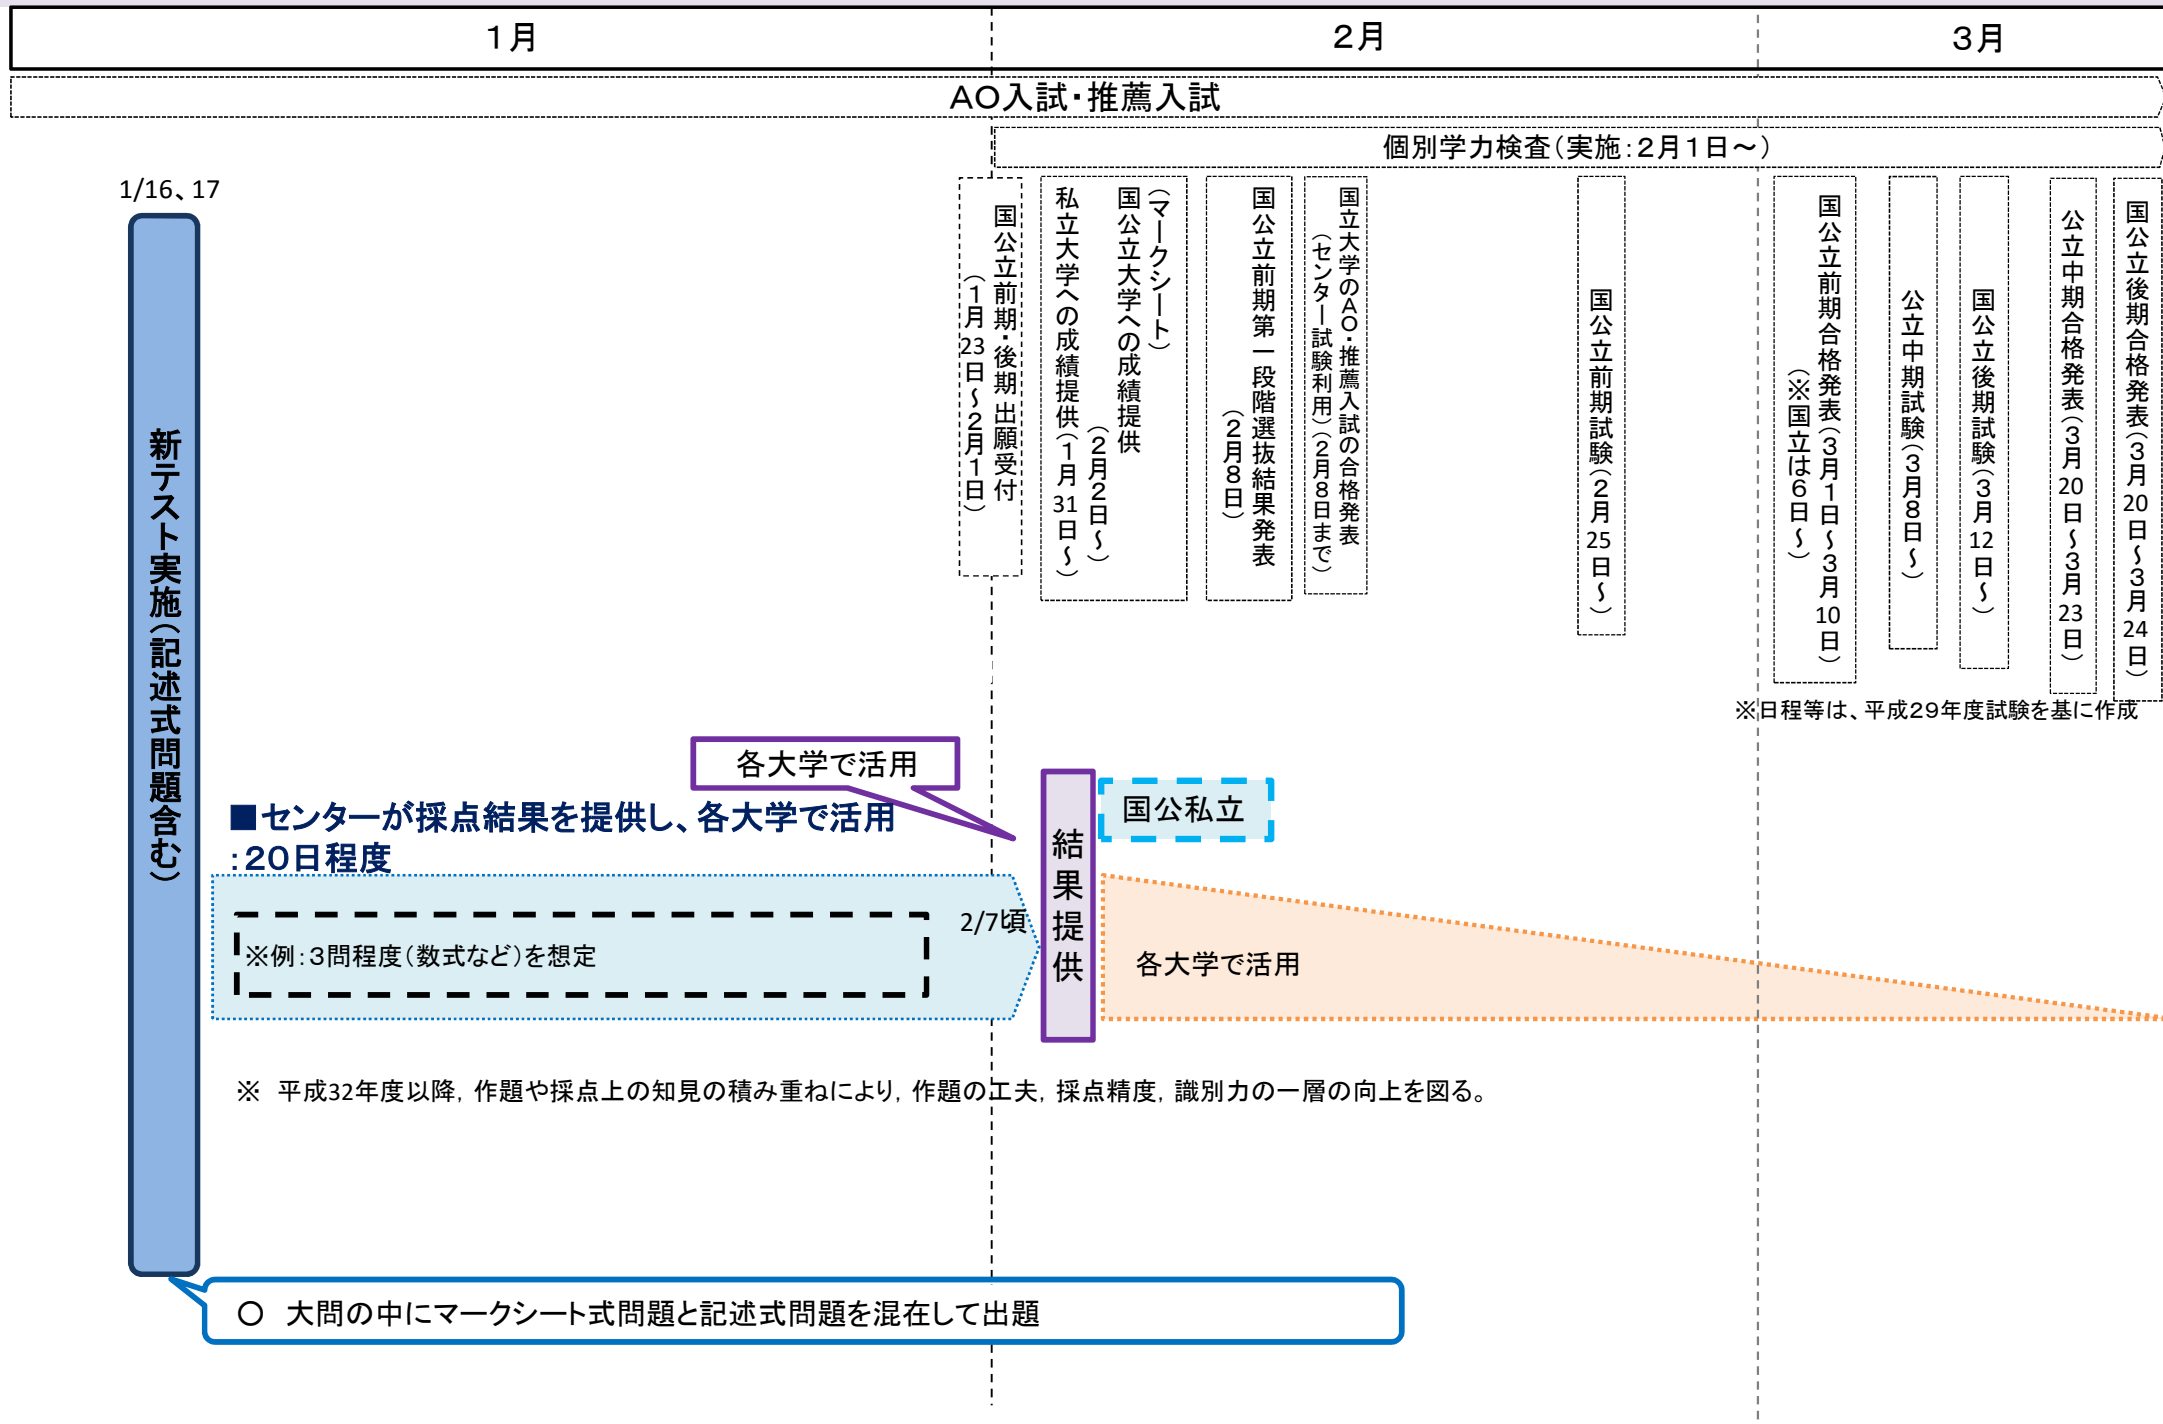 １月
２月
３月
ＡＯ入試・推薦入試
個別学力検査（実施：２月１日～）
1/16、17
新テスト実施（記述式問題含む）
国公立前期・後期 出願受付
（１月23日～２月１日）
（マークシート）
国公立大学への成績提供
（２月２日～）
私立大学への成績提供（１月31日～）
国公立前期第一段階選抜結果発表
（２月８日）
国立大学のＡＯ・推薦入試の合格発表
（センター試験利用）（２月８日まで）
国公立前期試験（２月25日～）
国公立前期合格発表（３月１日～３月10日）
（※国立は６日～）
公立中期試験（３月８日～）
国公立後期試験（３月12日～）
公立中期合格発表（３月20日～３月23日）
国公立後期合格発表（３月20日～３月24日）
※日程等は、平成２９年度試験を基に作成
各大学で活用
■センターが採点結果を提供し、各大学で活用
：２０日程度
国公私立
結果提供
2/7頃
※例：３問程度（数式など）を想定
各大学で活用
※　平成32年度以降，作題や採点上の知見の積み重ねにより，作題の工夫，採点精度，識別力の一層の向上を図る。
○　大問の中にマークシート式問題と記述式問題を混在して出題